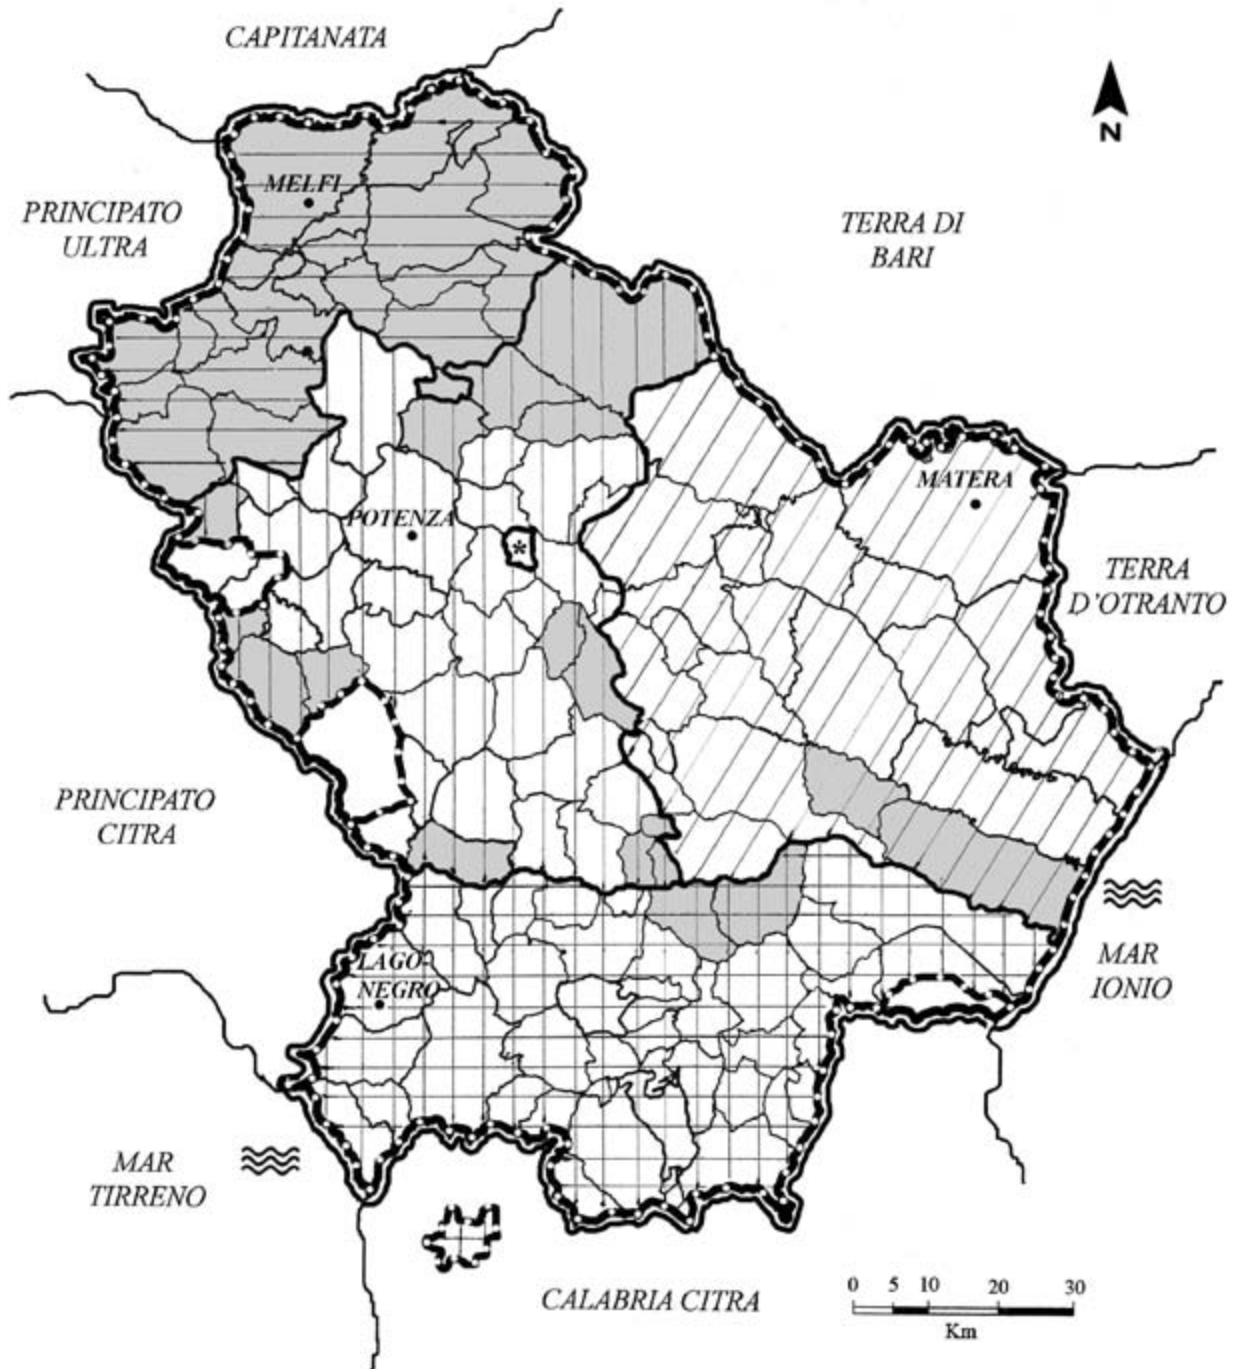 CAPITANATA
N
MELFI
PRINCIPATO
ULTRA
TERRA DI
BARI
MATERA
POTENZA
*
TERRA
D'OTRANTO
PRINCIPATO
CITRA
LAGO-
NEGRO
MAR
IONIO
MAR
TIRRENO
CALABRIA CITRA
0 5 10 20 30
Km